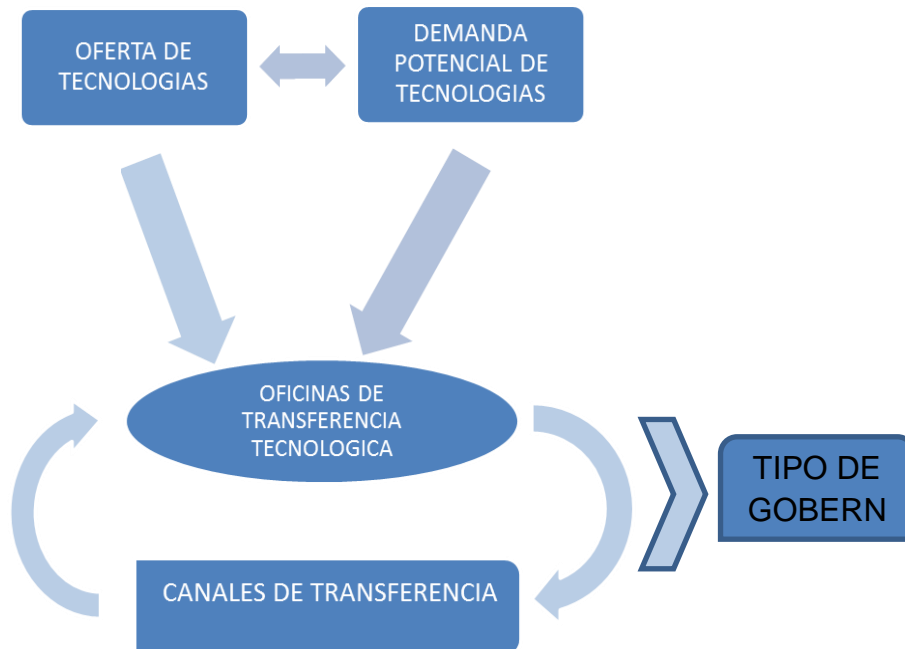 OFERTA DE
TECNOLOGIAS
DEMANDA
POTENCIAL DE
TECNOLOGIAS
OFICINAS DE
TRANSFERENCIA
TECNOLOGICA
TIPO DE
GOBERN
CANALES DE TRANSFERENCIA